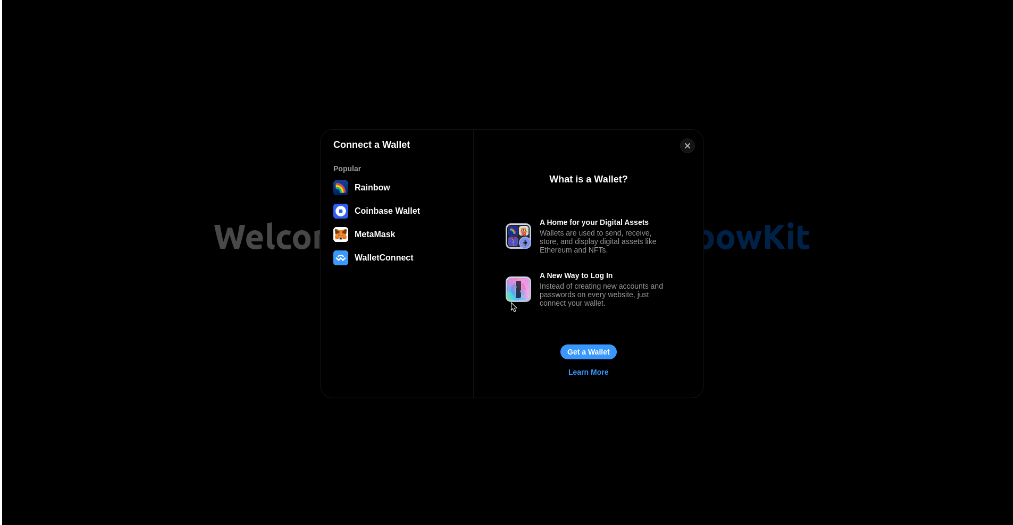 Connect a Wallet
Popular
Rainbow
Coinbase Wallet
MetaMask
WalletConnect
What is a Wallet?
A Home for your Digital Assets
Wallets are used to send, receive,
store, and display digital assets like
Ethereum and NFTs.
A New Way to Log In
Instead of creating new accounts and
passwords on every website, just
connect your wallet.
Get a Wallet
Learn More